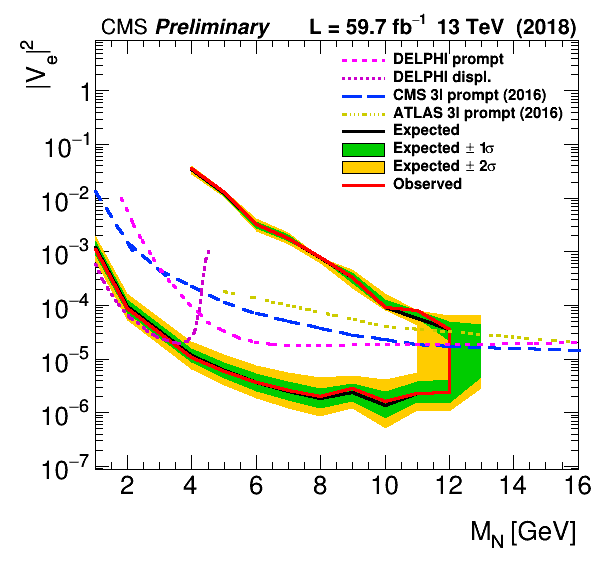 CMS Preliminary L = 59.7 fb⁻¹ 13 TeV (2018)
|Vₑ|²
DELPHI prompt
DELPHI displ.
CMS 3l prompt (2016)
ATLAS 3l prompt (2016)
Expected
Expected ± 1σ
Expected ± 2σ
Observed
1
10⁻¹
10⁻²
10⁻³
10⁻⁴
10⁻⁵
10⁻⁶
10⁻⁷
2 4 6 8 10 12 14 16
M_N [GeV]